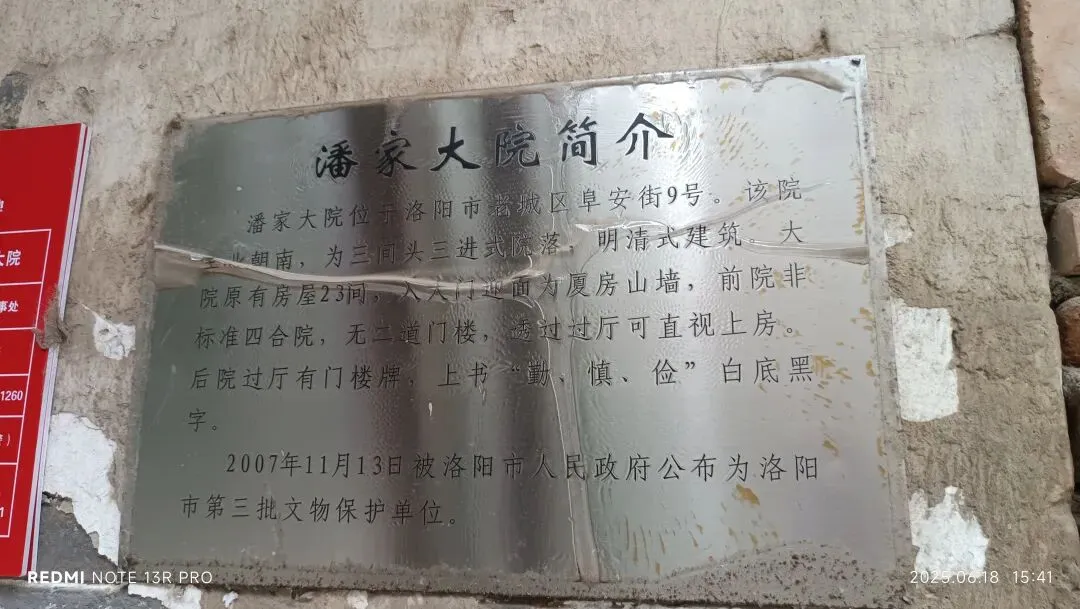 潘家大院简介
潘家大院位于洛阳市老城区阜安街9号。该院
北朝南，为三间头三进式院落，明清式建筑。大
院原有房屋23间，入大门迎面为厦房山墙，前院非
标准四合院，无二道门楼，透过过厅可直视上房。
后院过厅有门楼牌，上书“勤、慎、俭”白底黑
字。
2007年11月13日被洛阳市人民政府公布为洛阳
市第三批文物保护单位。
大院
事处
1260
REDMI NOTE 13R PRO
2025.06.18 15:41